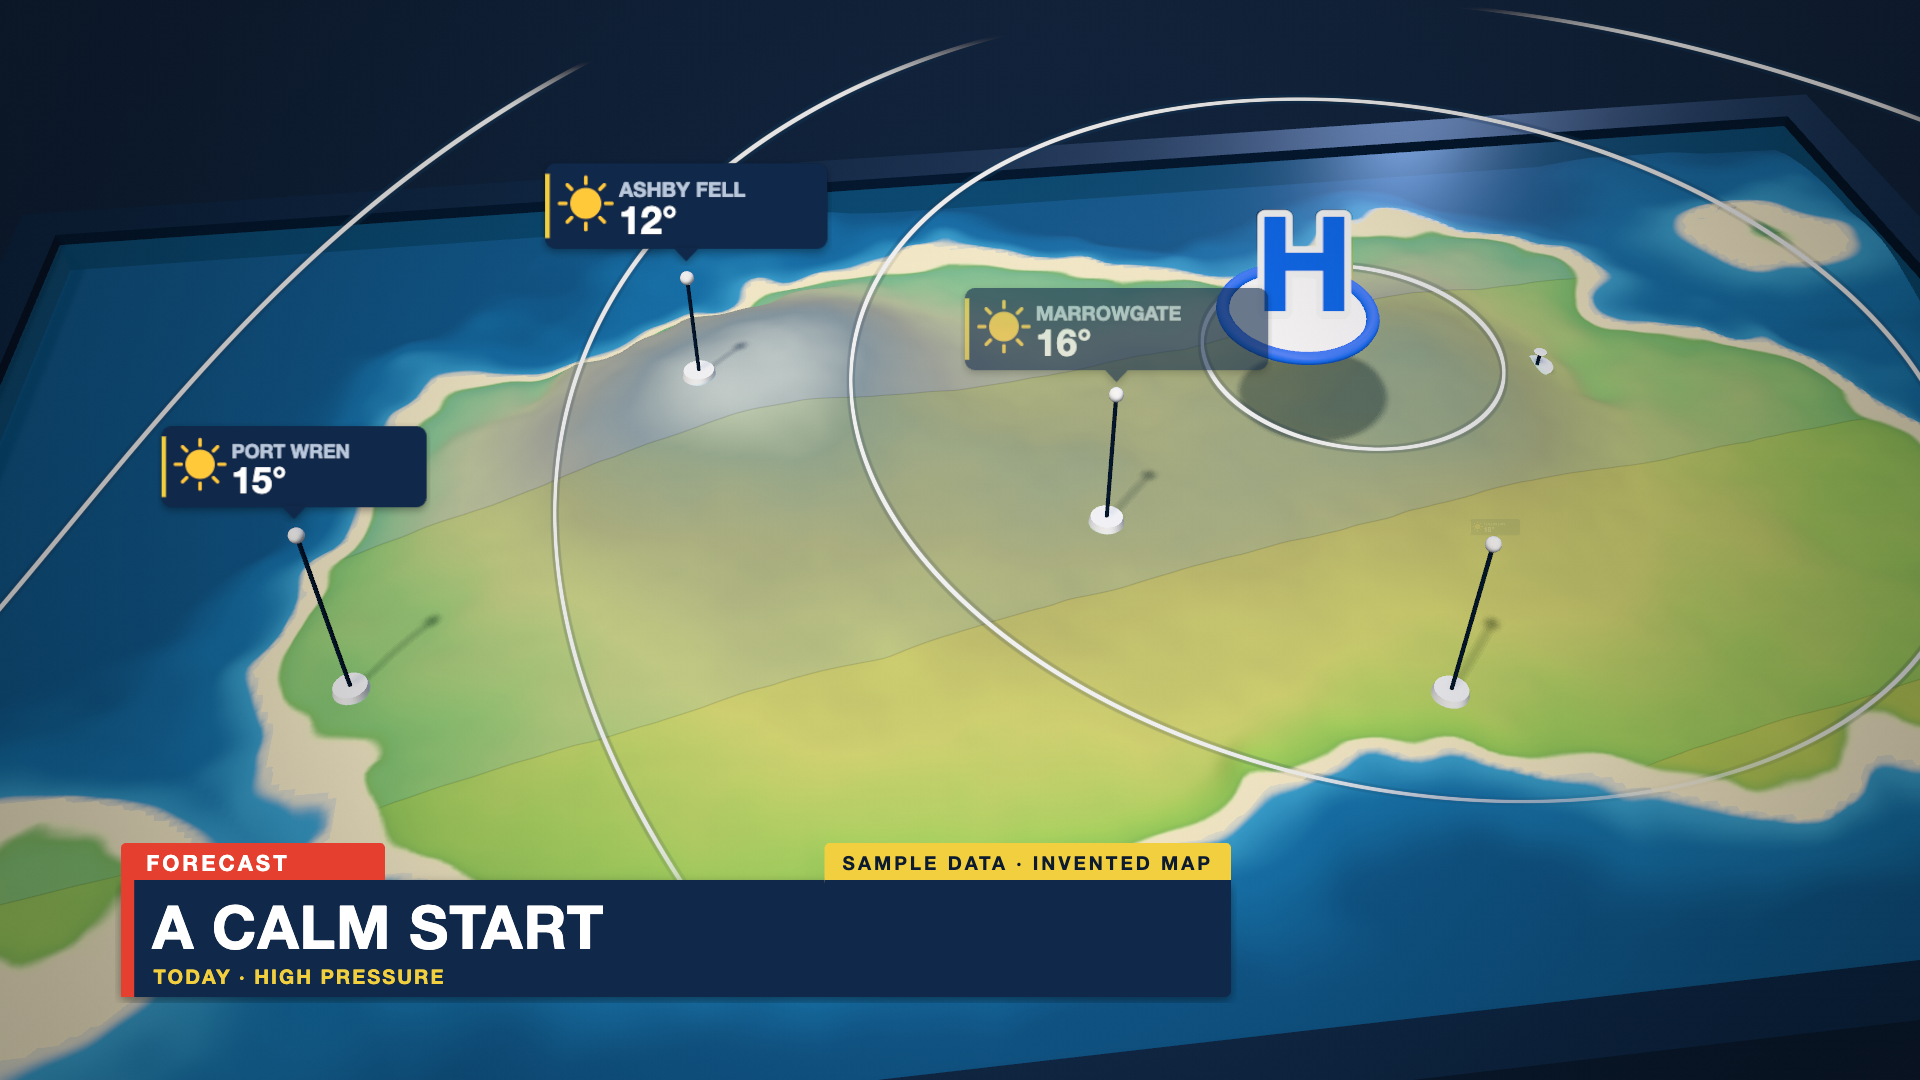 ASHBY FELL
12°
H
MARROWGATE
16°
PORT WREN
15°
FORECAST
SAMPLE DATA · INVENTED MAP
A CALM START
TODAY · HIGH PRESSURE